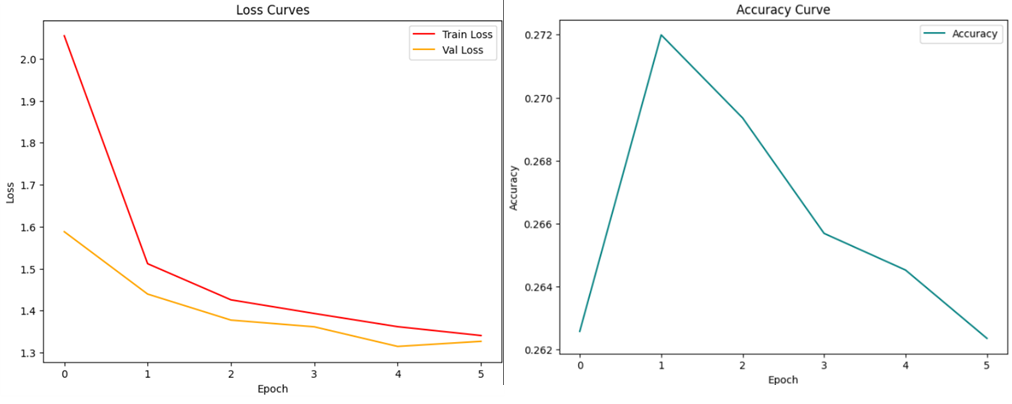 Loss Curves
Train Loss
Val Loss
2.0
1.9
1.8
1.7
1.6
1.5
1.4
1.3
Loss
0 1 2 3 4 5
Epoch
Accuracy Curve
Accuracy
0.272
0.270
0.268
0.266
0.264
0.262
Accuracy
0 1 2 3 4 5
Epoch